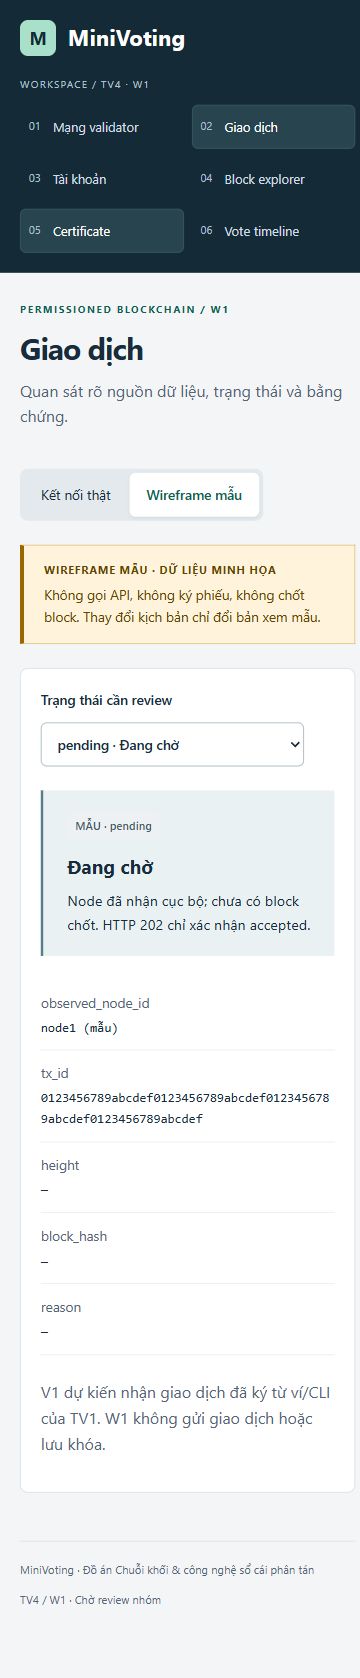 M MiniVoting
WORKSPACE / TV4 · W1
01 Mạng validator
02 Giao dịch
03 Tài khoản
04 Block explorer
05 Certificate
06 Vote timeline
PERMISSIONED BLOCKCHAIN / W1
Giao dịch
Quan sát rõ nguồn dữ liệu, trạng thái và bằng
chứng.
Kết nối thật
Wireframe mẫu
WIREFRAME MẪU · DỮ LIỆU MINH HỌA
Không gọi API, không ký phiếu, không chốt
block. Thay đổi kịch bản chỉ đổi bản xem mẫu.
Trạng thái cần review
pending · Đang chờ
MẪU · pending
Đang chờ
Node đã nhận cục bộ; chưa có block
chốt. HTTP 202 chỉ xác nhận accepted.
observed_node_id
node1 (mẫu)
tx_id
0123456789abcdef0123456789abcdef012345678
9abcdef0123456789abcdef
height
—
block_hash
—
reason
—
V1 dự kiến nhận giao dịch đã ký từ ví/CLI
của TV1. W1 không gửi giao dịch hoặc
lưu khóa.
MiniVoting · Đồ án Chuỗi khối & công nghệ sổ cái phân tán
TV4 / W1 · Chờ review nhóm